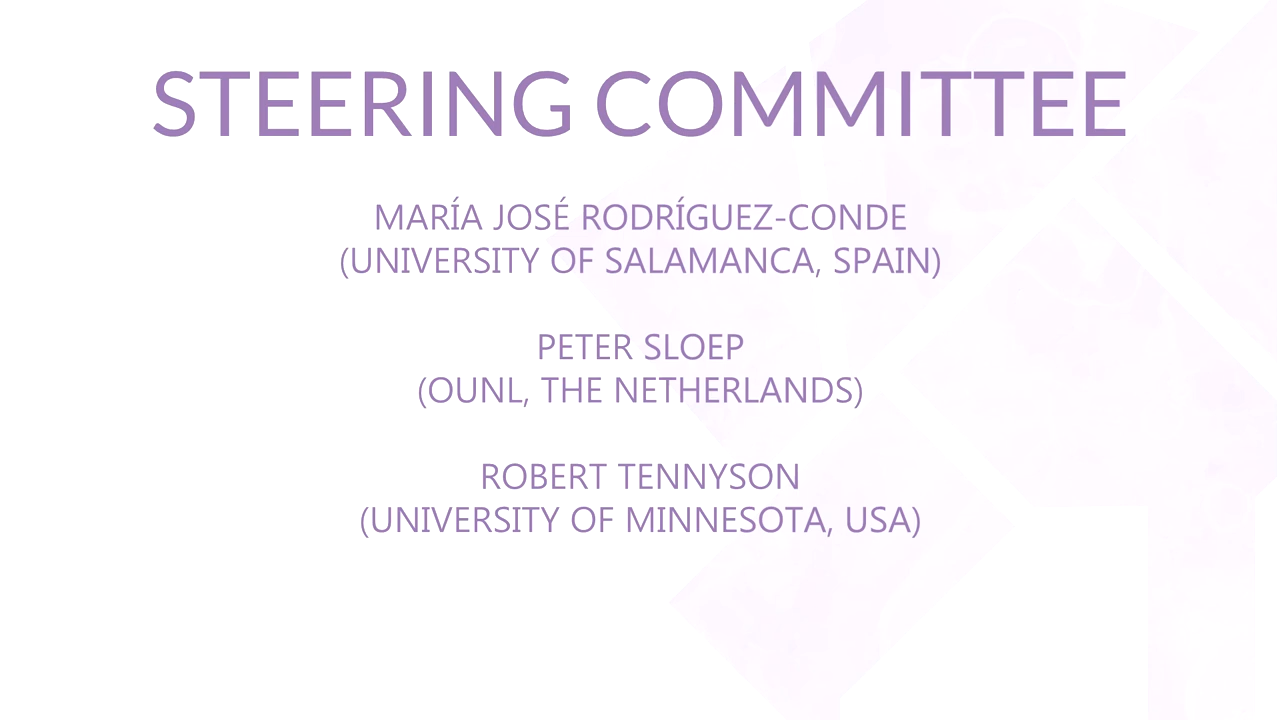 STEERING COMMITTEE
MARÍA JOSÉ RODRÍGUEZ-CONDE
(UNIVERSITY OF SALAMANCA, SPAIN)
PETER SLOEP
(OUNL, THE NETHERLANDS)
ROBERT TENNYSON
(UNIVERSITY OF MINNESOTA, USA)